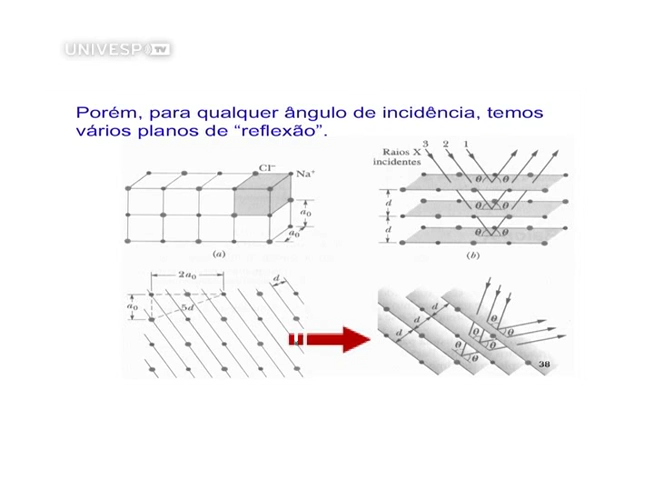 UNIVESP TV
Porém, para qualquer ângulo de incidência, temos
vários planos de “reflexão”.
Cl⁻
Na⁺
a₀
a₀
(a)
3 2 1
Raios X
incidentes
θ θ
d
θ θ
d
θ θ
(b)
2a₀
d
a₀
5d
d
d
d
θ
θ
θ
θ
θ
θ
38